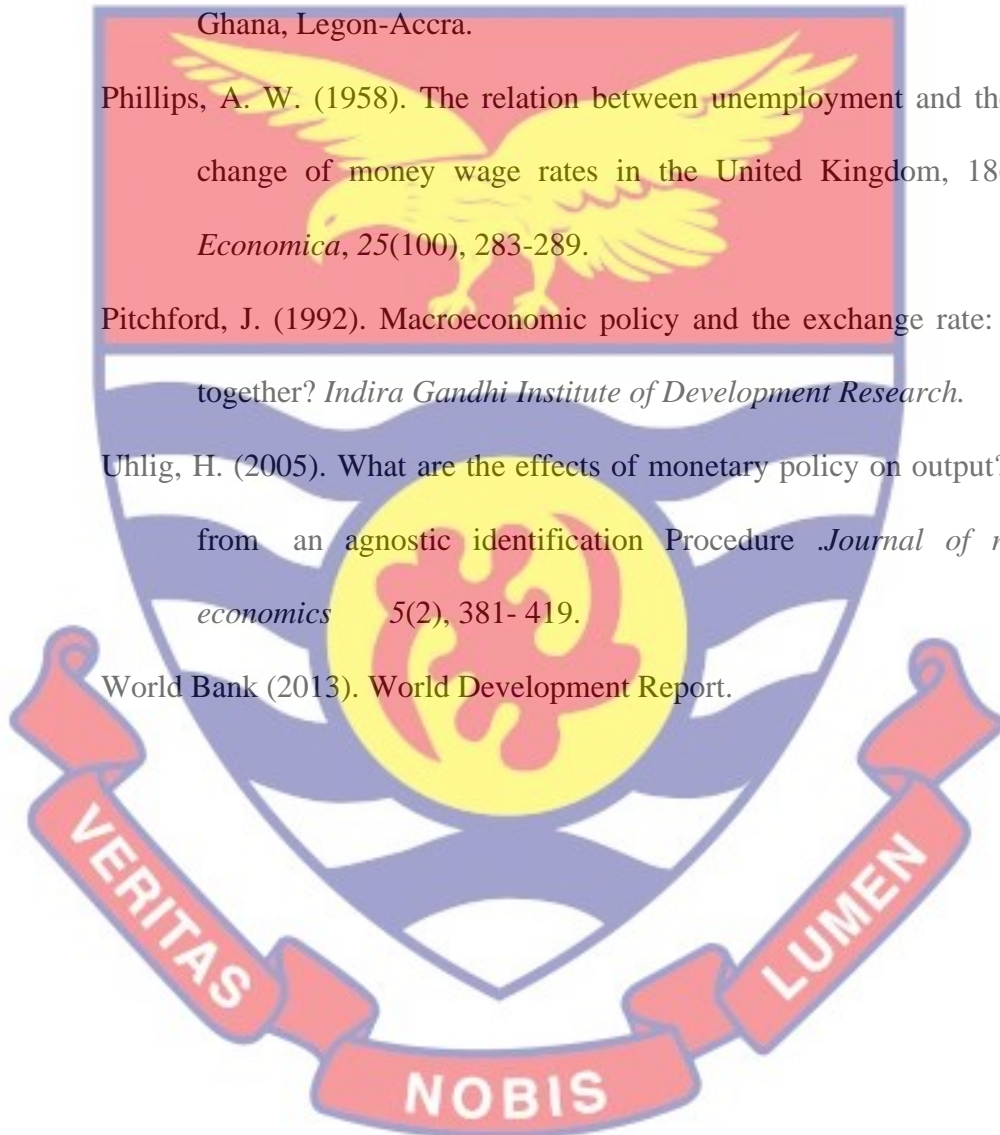 Ghana, Legon-Accra.
Phillips, A. W. (1958). The relation between unemployment and th
change of money wage rates in the United Kingdom, 18
Economica, 25(100), 283-289.
Pitchford, J. (1992). Macroeconomic policy and the exchange rate:
together? Indira Gandhi Institute of Development Research.
Uhlig, H. (2005). What are the effects of monetary policy on output?
from an agnostic identification Procedure .Journal of
economics 5(2), 381- 419.
World Bank (2013). World Development Report.
VERITAS
NOBIS
LUMEN